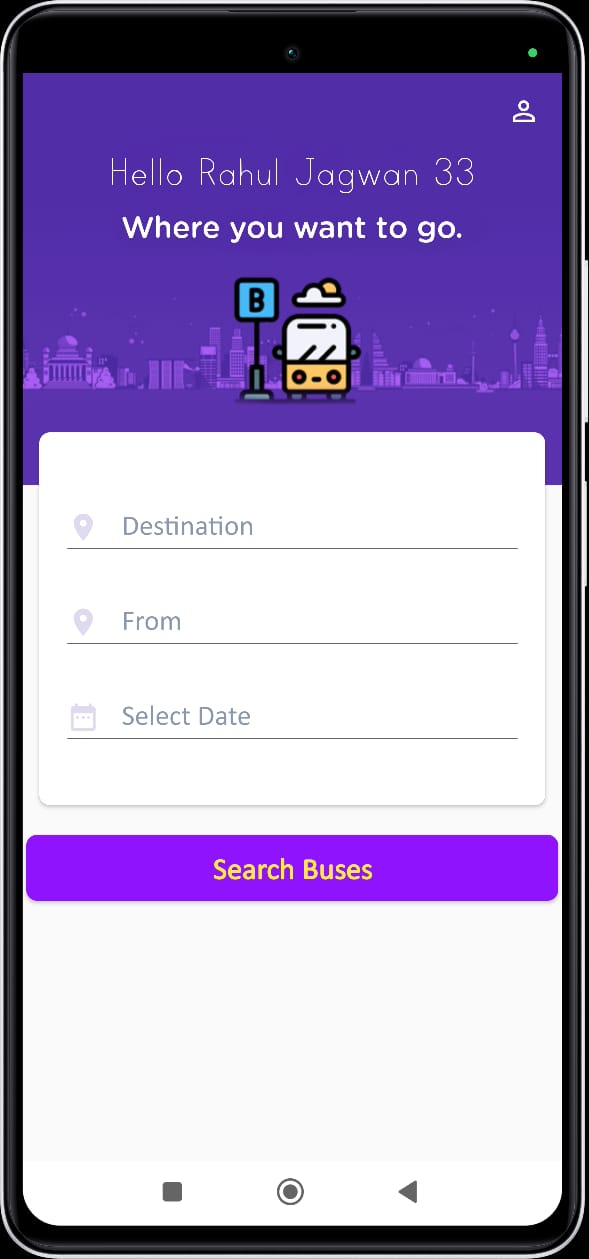 Hello Rahul Jagwan 33
Where you want to go.
B
Destination
From
Select Date
Search Buses